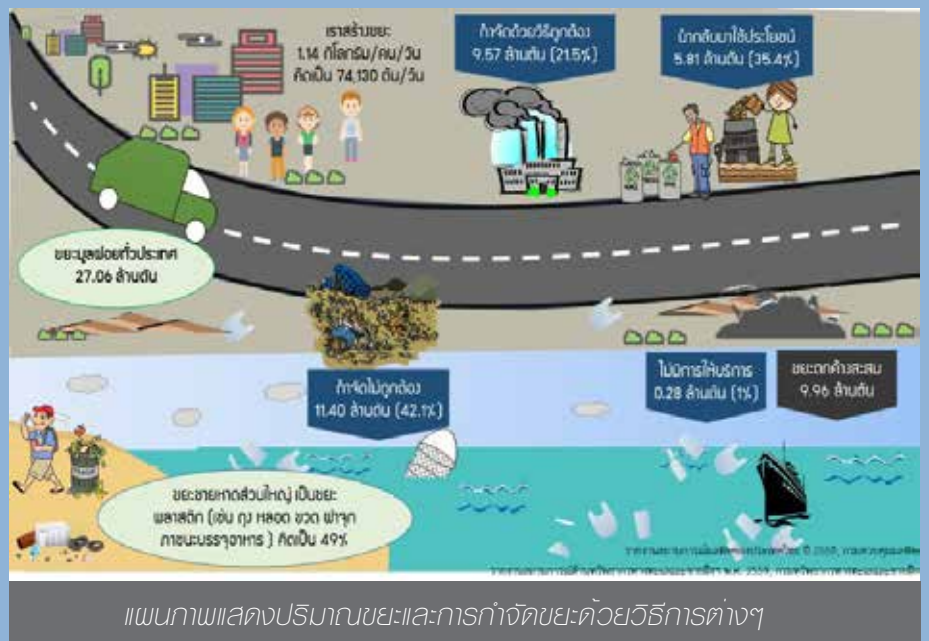 เราสร้างขยะ
1.14 กิโลกรัม/คน/วัน
คิดเป็น 74,130 ตัน/วัน
กำจัดด้วยวิธีถูกต้อง
9.57 ล้านตัน (21.5%)
นำกลับมาใช้ประโยชน์
5.81 ล้านตัน (35.4%)
ขยะมูลฝอยทั่วประเทศ
27.06 ล้านตัน
กำจัดไม่ถูกต้อง
11.40 ล้านตัน (42.1%)
ไม่มีการให้บริการ
0.28 ล้านตัน (1%)
ขยะตกค้างสะสม
9.96 ล้านตัน
ขยะชายหาดส่วนใหญ่ เป็นขยะ
พลาสติก (เช่น ถุง หลอด ขวด ฝาจุก
ภาชนะบรรจุอาหาร ) คิดเป็น 49%
แผนภาพแสดงปริมาณขยะและการกำจัดขยะด้วยวิธีการต่างๆ